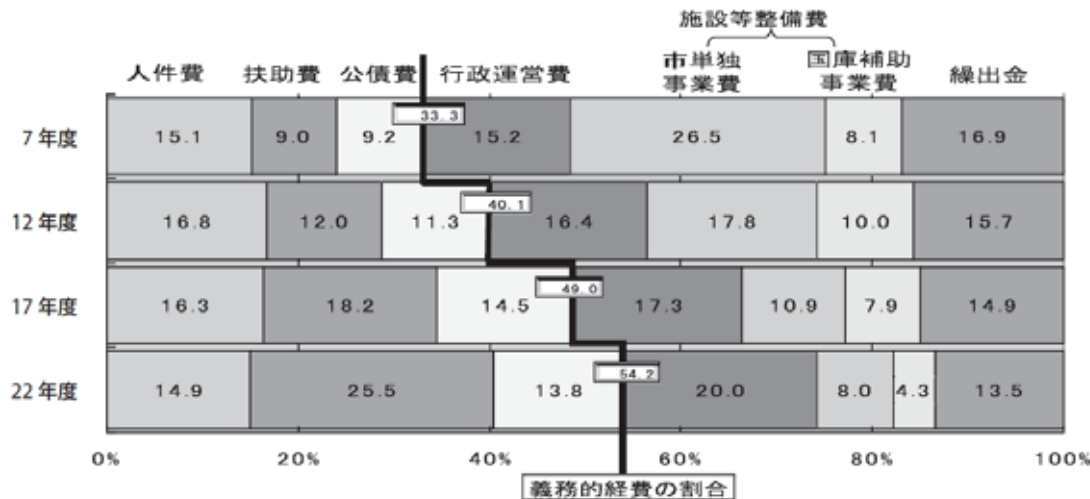 施設等整備費
人件費 扶助費 公債費 行政運営費 市単独事業費 国庫補助事業費 繰出金
7年度 15.1 9.0 9.2 33.3 15.2 26.5 8.1 16.9
12年度 16.8 12.0 11.3 40.1 16.4 17.8 10.0 15.7
17年度 16.3 18.2 14.5 49.0 17.3 10.9 7.9 14.9
22年度 14.9 25.5 13.8 54.2 20.0 8.0 4.3 13.5
0% 20% 40% 60% 80% 100%
義務的経費の割合